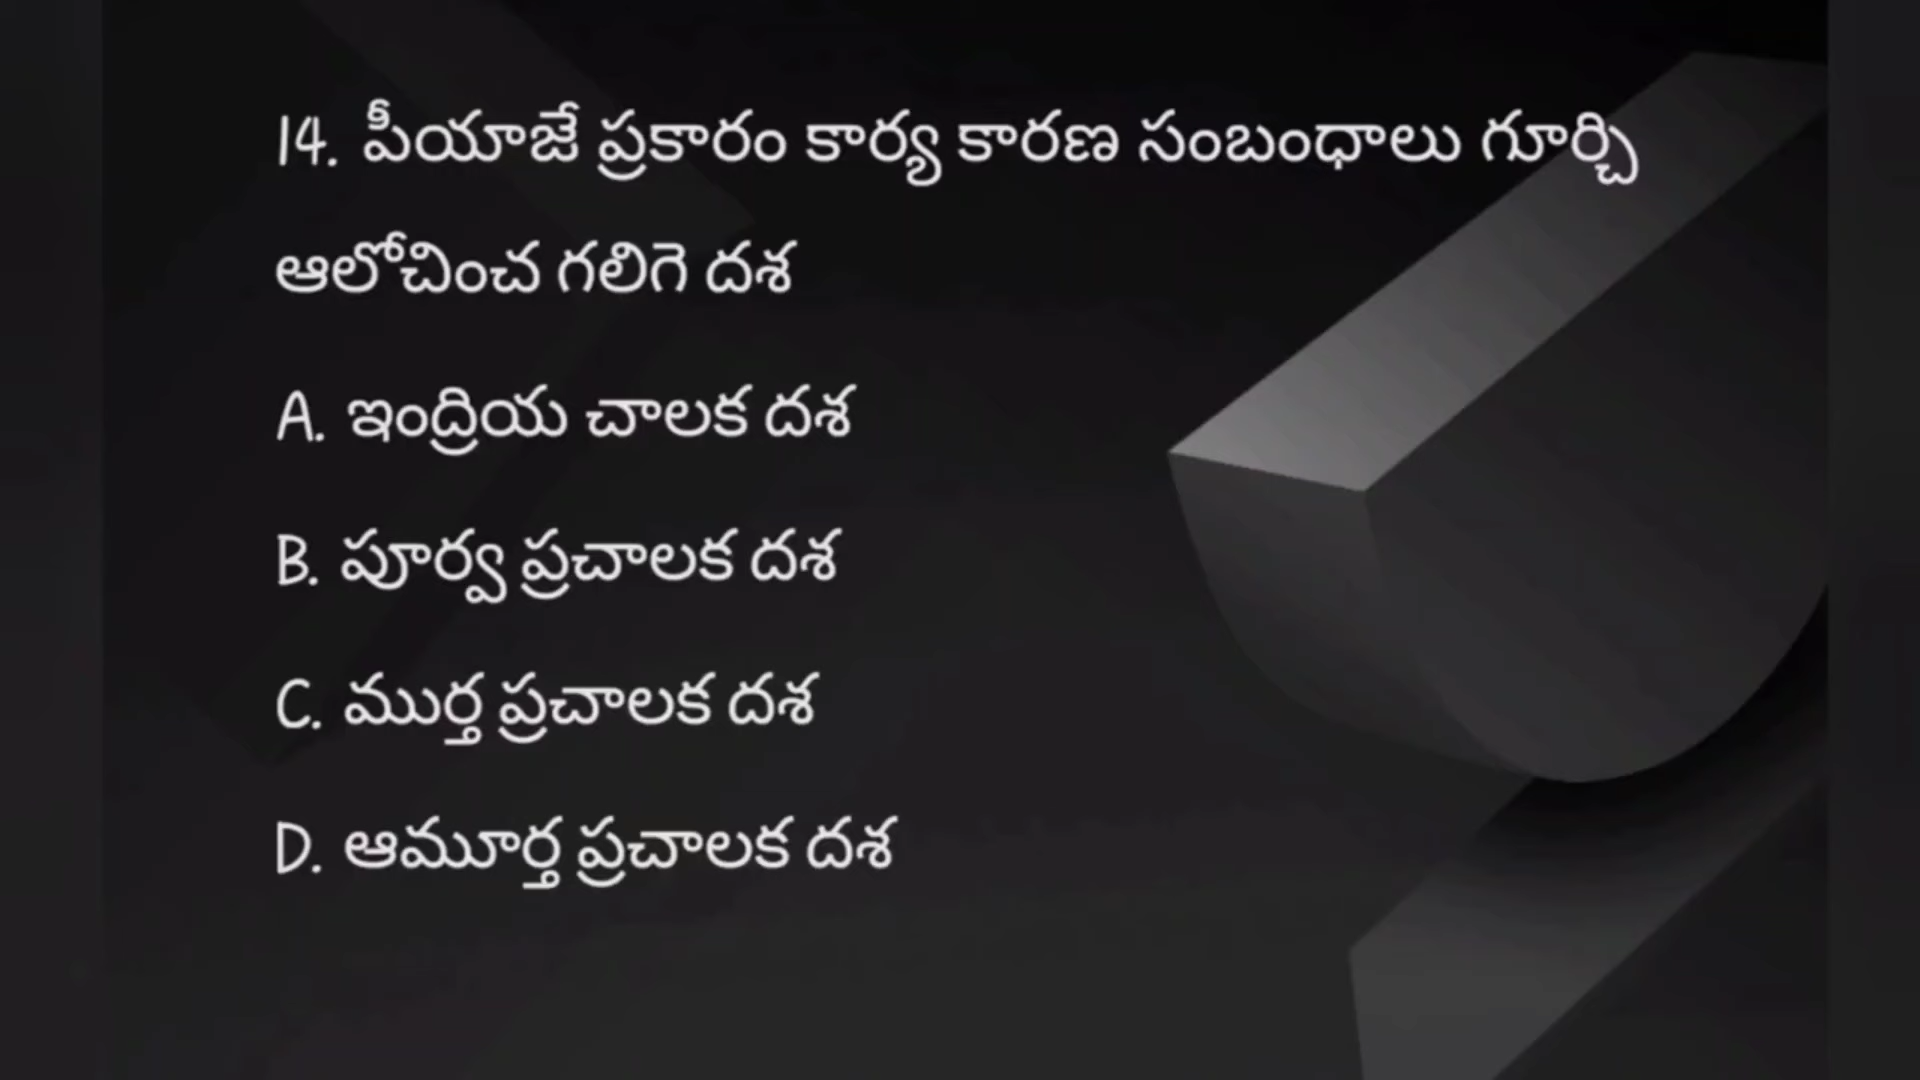 14. పీయాజే ప్రకారం కార్య కారణ సంబంధాలు గూర్చి
ఆలోచించ గలిగె దశ
A. ఇంద్రియ చాలక దశ
B. పూర్వ ప్రచాలక దశ
C. ముర్త ప్రచాలక దశ
D. ఆమూర్త ప్రచాలక దశ